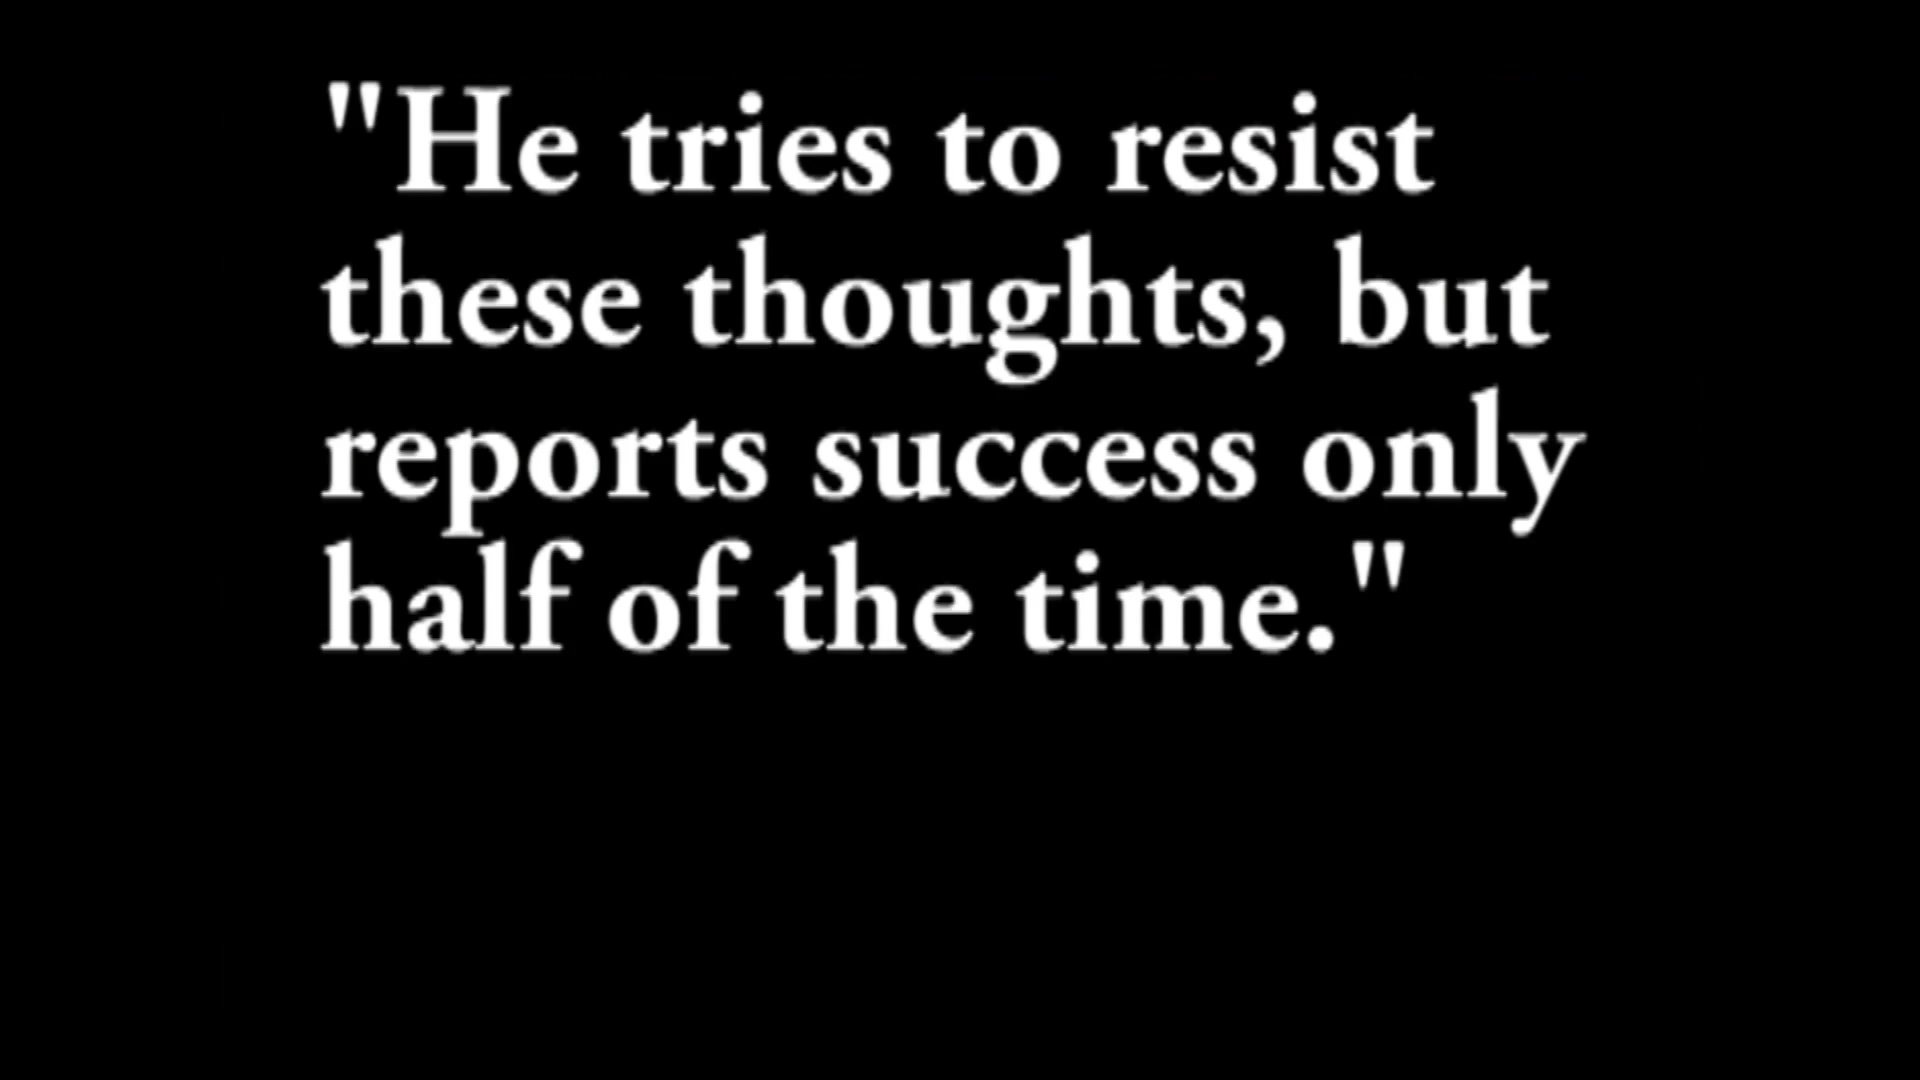 "He tries to resist
these thoughts, but
reports success only
half of the time."